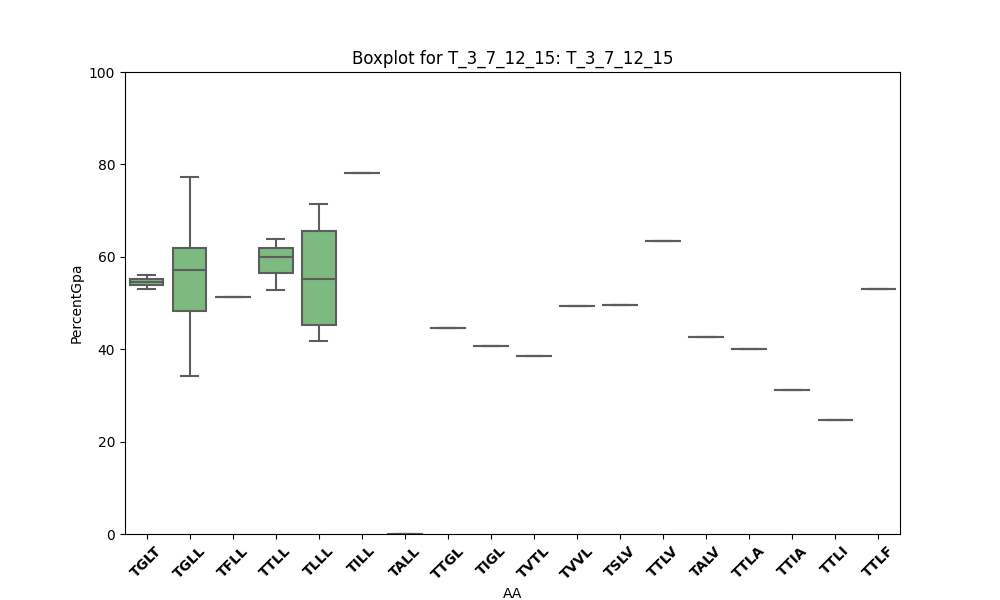 Boxplot for T_3_7_12_15: T_3_7_12_15
100
80
60
40
20
0
PercentGpa
TGLT TGLL TFLL TTLL TLLL TILL TALL TTGL TIGL TVTL TVVL TSLV TTLV TALV TTLA TTIA TTLI TTLF
AA